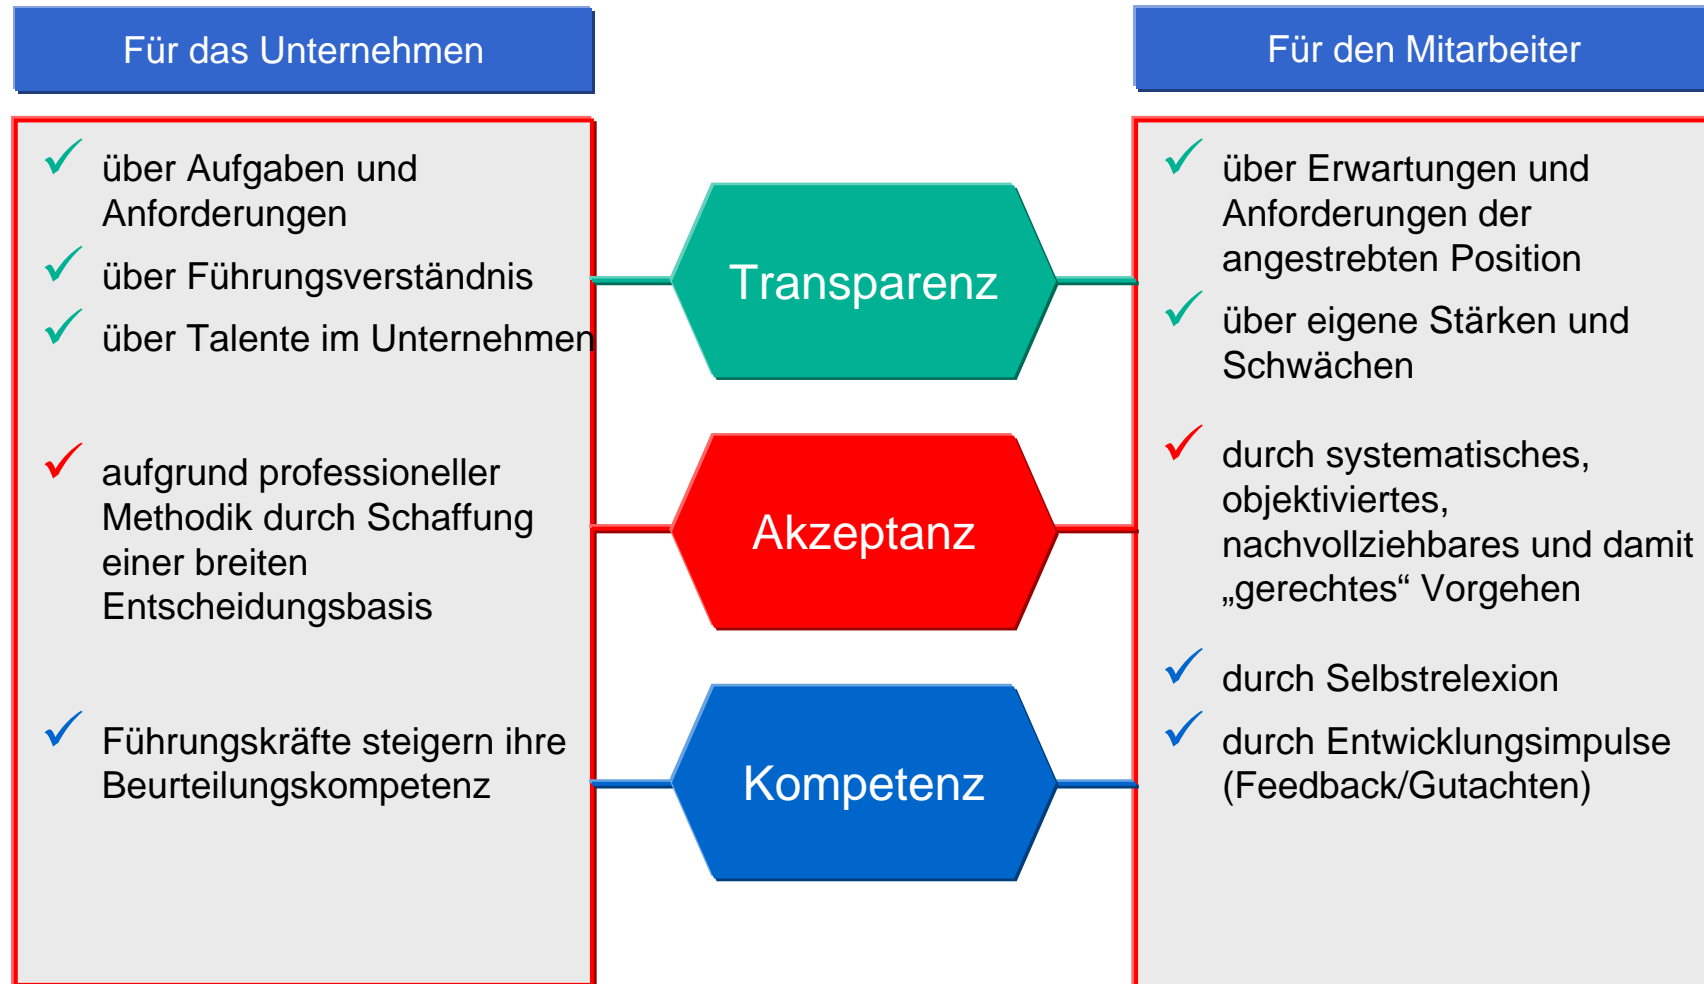 Für das Unternehmen
über Aufgaben und
Anforderungen
über Führungsverständnis
über Talente im Unternehmen
aufgrund professioneller
Methodik durch Schaffung
einer breiten
Entscheidungsbasis
Führungskräfte steigern ihre
Beurteilungskompetenz
Transparenz
Akzeptanz
Kompetenz
Für den Mitarbeiter
über Erwartungen und
Anforderungen der
angestrebten Position
über eigene Stärken und
Schwächen
durch systematisches,
objektiviertes,
nachvollziehbares und damit
„gerechtes“ Vorgehen
durch Selbstrelexion
durch Entwicklungsimpulse
(Feedback/Gutachten)